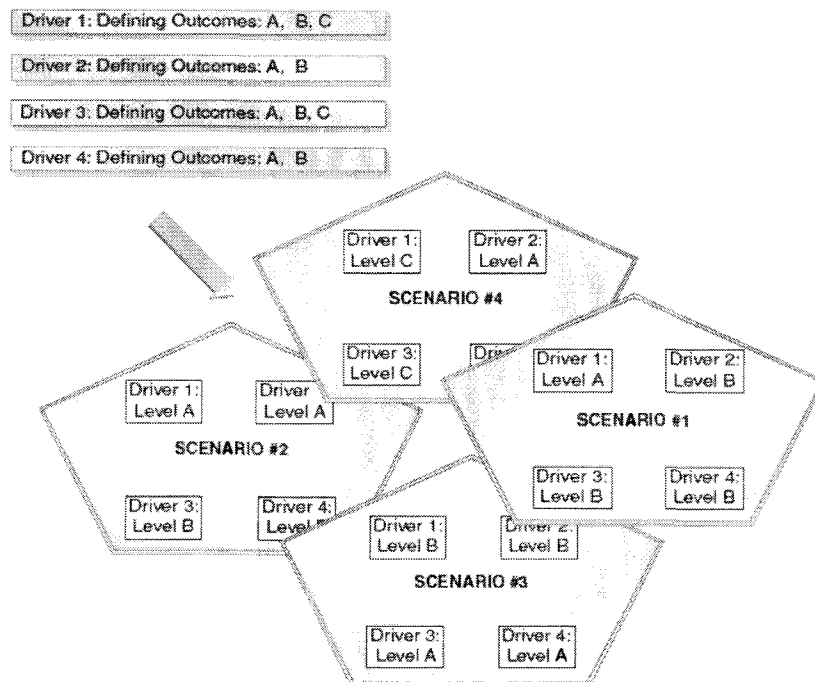 Driver 1: Defining Outcomes: A, B, C
Driver 2: Defining Outcomes: A, B
Driver 3: Defining Outcomes: A, B, C
Driver 4: Defining Outcomes: A, B
Driver 1:
Level C
Driver 2:
Level A
SCENARIO #4
Driver 3:
Level C
Driver 1:
Level A
Driver 2:
Level B
SCENARIO #1
Driver 3:
Level B
Driver 4:
Level B
Driver 1:
Level A
Driver
Level A
SCENARIO #2
Driver 3:
Level B
Driver 4:
Level
Driver 1:
Level B
Driver 2:
Level B
SCENARIO #3
Driver 3:
Level A
Driver 4:
Level A